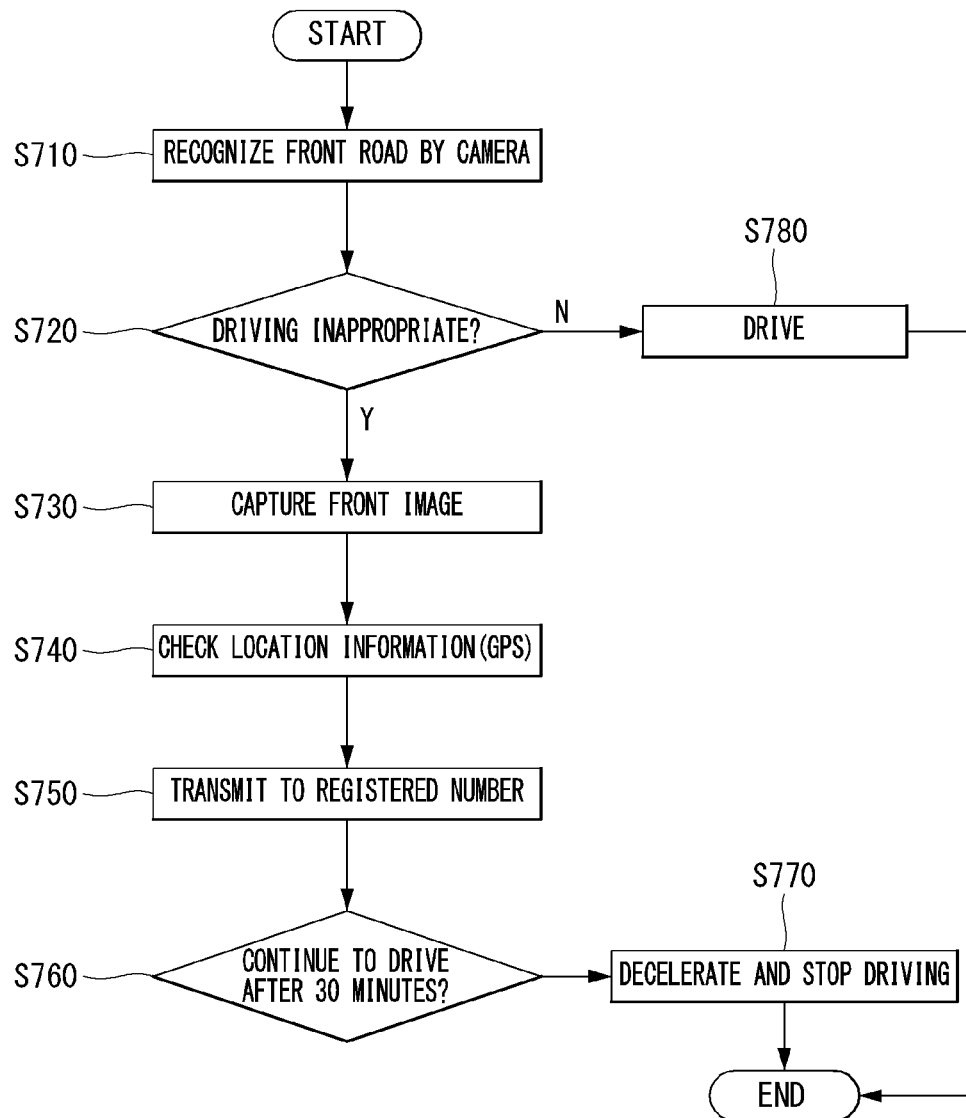 START
S710
RECOGNIZE FRONT ROAD BY CAMERA
S780
S720
DRIVING INAPPROPRIATE?
N
DRIVE
Y
S730
CAPTURE FRONT IMAGE
S740
CHECK LOCATION INFORMATION(GPS)
S750
TRANSMIT TO REGISTERED NUMBER
S770
S760
CONTINUE TO DRIVE
AFTER 30 MINUTES?
DECELERATE AND STOP DRIVING
END